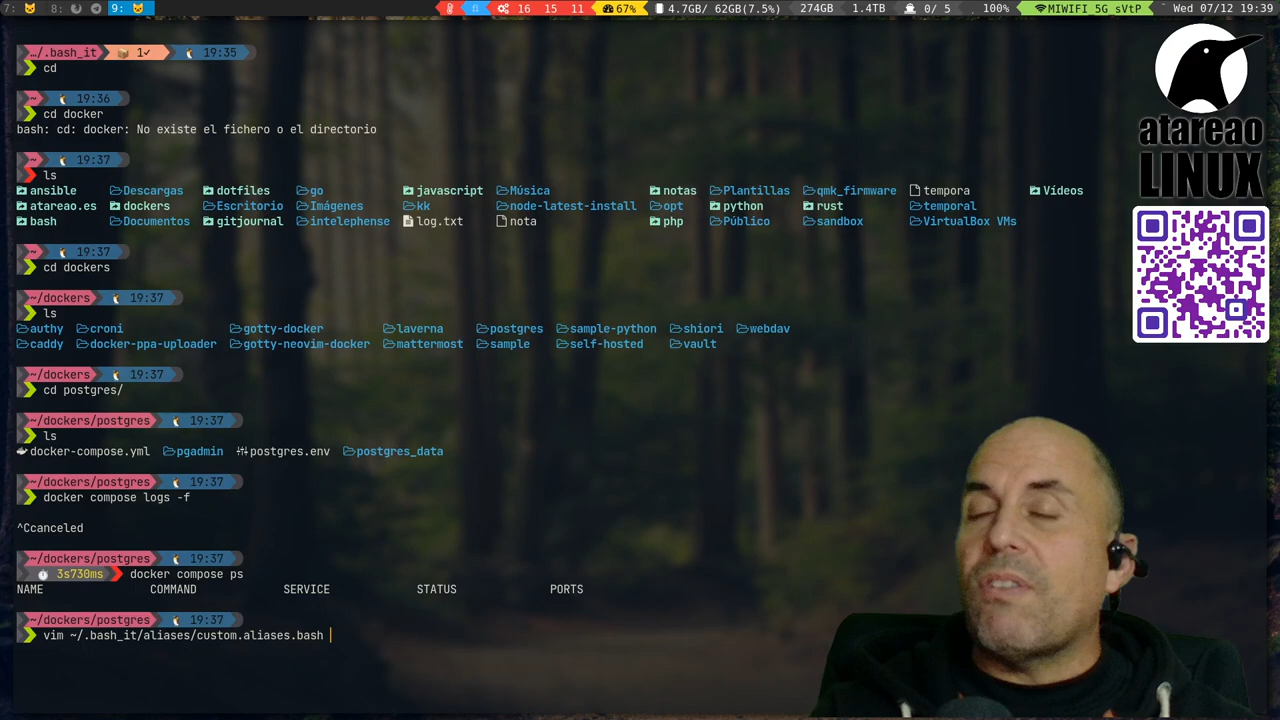 7: 8: 9: 16 15 11 67% 4.7GB/ 62GB(7.5%) 274GB 1.4TB 0/ 5 100% MIWIFI_5G_sVtP Wed 07/12 19:39
…/.bash_it 1✓ 19:35
cd
~ 19:36
cd docker
bash: cd: docker: No existe el fichero o el directorio
~ 19:37
ls
ansible Descargas dotfiles go javascript Música notas Plantillas qmk_firmware tempora Vídeos
atareao.es dockers Escritorio Imágenes kk node-latest-install opt python rust temporal
bash Documentos gitjournal intelephense log.txt nota php Público sandbox VirtualBox VMs
~ 19:37
cd dockers
~/dockers 19:37
ls
authy croni gotty-docker laverna postgres sample-python shiori webdav
caddy docker-ppa-uploader gotty-neovim-docker mattermost sample self-hosted vault
~/dockers 19:37
cd postgres/
~/dockers/postgres 19:37
ls
docker-compose.yml pgadmin postgres.env postgres_data
~/dockers/postgres 19:37
docker compose logs -f
^Ccanceled
~/dockers/postgres 19:37
3s730ms docker compose ps
NAME COMMAND SERVICE STATUS PORTS
~/dockers/postgres 19:37
vim ~/.bash_it/aliases/custom.aliases.bash
atareao
LINUX